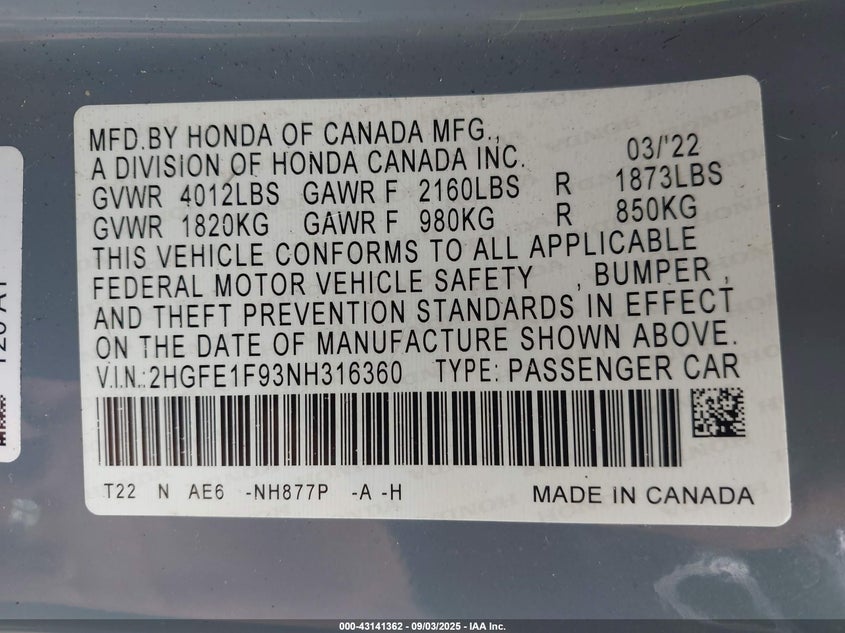 MFD.BY HONDA OF CANADA MFG.,
A DIVISION OF HONDA CANADA INC. 03/'22
GVWR 4012LBS GAWR F 2160LBS R 1873LBS
GVWR 1820KG GAWR F 980KG R 850KG
THIS VEHICLE CONFORMS TO ALL APPLICABLE
FEDERAL MOTOR VEHICLE SAFETY , BUMPER ,
AND THEFT PREVENTION STANDARDS IN EFFECT
ON THE DATE OF MANUFACTURE SHOWN ABOVE.
V.I.N.:2HGFE1F93NH316360 TYPE: PASSENGER CAR
T22 N AE6 -NH877P -A -H MADE IN CANADA
000-43141362 - 09/03/2025 - IAA Inc.